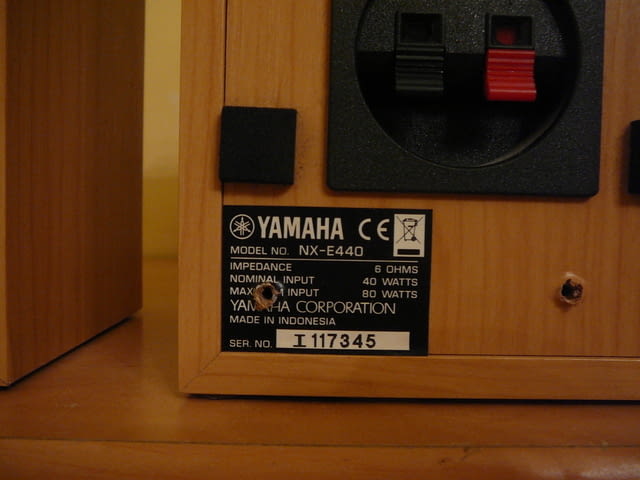 YAMAHA CE
MODEL NO. NX-E440
IMPEDANCE 6 OHMS
NOMINAL INPUT 40 WATTS
INPUT 80 WATTS
YAMAHA CORPORATION
MADE IN INDONESIA
SER. NO. I 117345